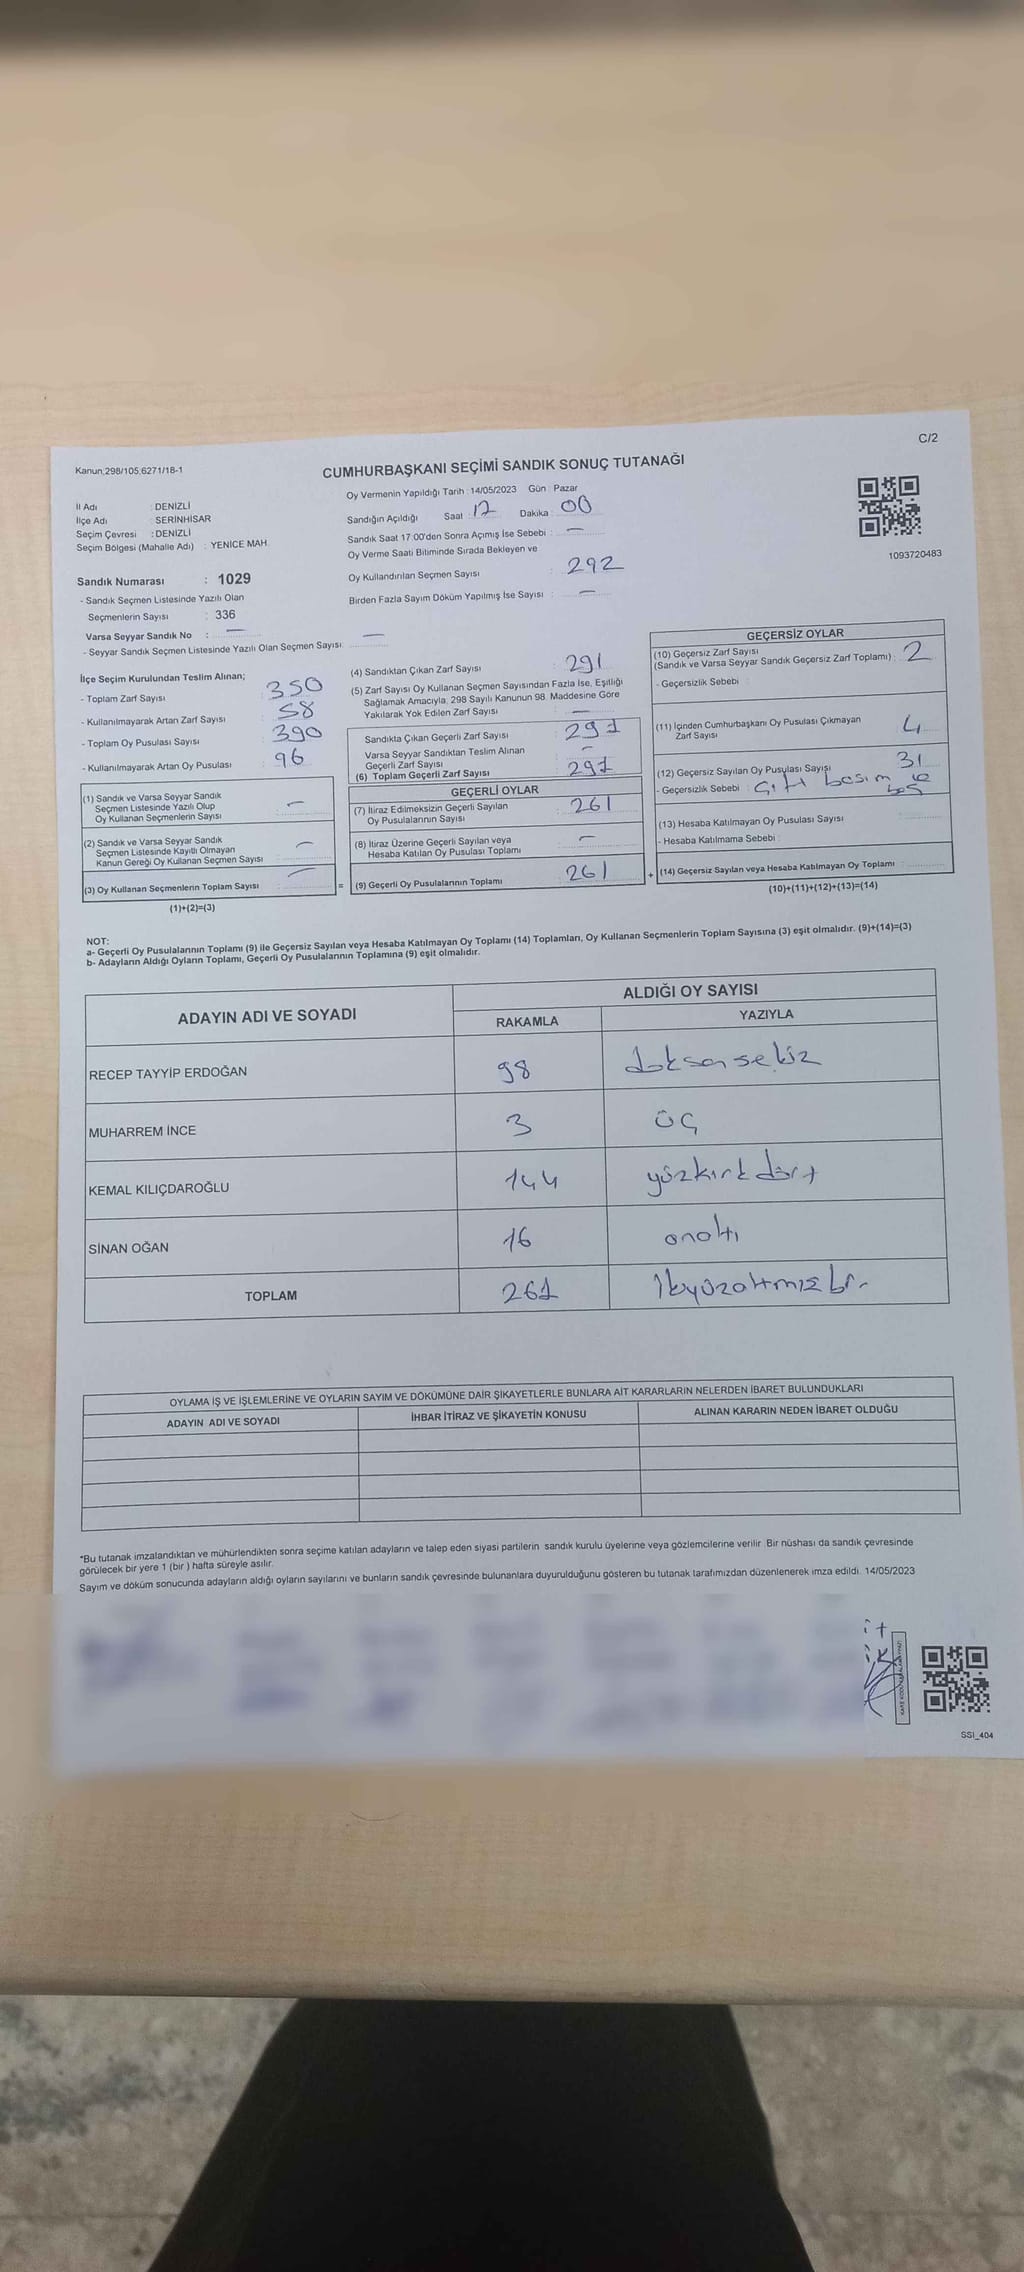 C/2
Kanun;298/105,6271/18-1
CUMHURBAŞKANI SEÇİMİ SANDIK SONUÇ TUTANAĞI
İl Adı : DENİZLİ
İlçe Adı : SERİNHİSAR
Seçim Çevresi : DENİZLİ
Seçim Bölgesi (Mahalle Adı) : YENİCE MAH.
Oy Vermenin Yapıldığı Tarih : 14/05/2023 Gün : Pazar
Sandığın Açıldığı Saat : 17 Dakika : 00
Sandık Saat 17:00'den Sonra Açımış İse Sebebi : —
Oy Verme Saati Bitiminde Sırada Bekleyen ve
Oy Kullandırılan Seçmen Sayısı : 292
Birden Fazla Sayım Döküm Yapılmış İse Sayısı : —
1093720483
Sandık Numarası : 1029
- Sandık Seçmen Listesinde Yazılı Olan
Seçmenlerin Sayısı : 336
Varsa Seyyar Sandık No : —
- Seyyar Sandık Seçmen Listesinde Yazılı Olan Seçmen Sayısı: —
İlçe Seçim Kurulundan Teslim Alınan;
- Toplam Zarf Sayısı : 350
- Kullanılmayarak Artan Zarf Sayısı : 58
- Toplam Oy Pusulası Sayısı : 390
- Kullanılmayarak Artan Oy Pusulası : 96
(4) Sandıktan Çıkan Zarf Sayısı : 291
(5) Zarf Sayısı Oy Kullanan Seçmen Sayısından Fazla İse, Eşitliği
Sağlamak Amacıyla, 298 Sayılı Kanunun 98. Maddesine Göre
Yakılarak Yok Edilen Zarf Sayısı : —
Sandıkta Çıkan Geçerli Zarf Sayısı : 291
Varsa Seyyar Sandıktan Teslim Alınan
Geçerli Zarf Sayısı : —
(6) Toplam Geçerli Zarf Sayısı : 291
GEÇERSİZ OYLAR
(10) Geçersiz Zarf Sayısı
(Sandık ve Varsa Seyyar Sandık Geçersiz Zarf Toplamı) : 2
- Geçersizlik Sebebi :
(11) İçinden Cumhurbaşkanı Oy Pusulası Çıkmayan
Zarf Sayısı : 4
(12) Geçersiz Sayılan Oy Pusulası Sayısı : 31
- Geçersizlik Sebebi : çift basım ve
boş
(13) Hesaba Katılmayan Oy Pusulası Sayısı :
- Hesaba Katılmama Sebebi :
(14) Geçersiz Sayılan veya Hesaba Katılmayan Oy Toplamı :
(10)+(11)+(12)+(13)=(14)
(1) Sandık ve Varsa Seyyar Sandık
Seçmen Listesinde Yazılı Olup
Oy Kullanan Seçmenlerin Sayısı : —
(2) Sandık ve Varsa Seyyar Sandık
Seçmen Listesinde Kayıtlı Olmayan
Kanun Gereği Oy Kullanan Seçmen Sayısı : —
(3) Oy Kullanan Seçmenlerin Toplam Sayısı : —
(1)+(2)=(3)
GEÇERLİ OYLAR
(7) İtiraz Edilmeksizin Geçerli Sayılan
Oy Pusulalarının Sayısı : 261
(8) İtiraz Üzerine Geçerli Sayılan veya
Hesaba Katılan Oy Pusulası Toplamı : —
= (9) Geçerli Oy Pusulalarının Toplamı : 261 +
NOT:
a- Geçerli Oy Pusulalarının Toplamı (9) ile Geçersiz Sayılan veya Hesaba Katılmayan Oy Toplamı (14) Toplamları, Oy Kullanan Seçmenlerin Toplam Sayısına (3) eşit olmalıdır. (9)+(14)=(3)
b- Adayların Aldığı Oyların Toplamı, Geçerli Oy Pusulalarının Toplamına (9) eşit olmalıdır.
ADAYIN ADI VE SOYADI ALDIĞI OY SAYISI
RAKAMLA YAZIYLA
RECEP TAYYİP ERDOĞAN 98 doksansekiz
MUHARREM İNCE 3 üç
KEMAL KILIÇDAROĞLU 144 yüzkırkdört
SİNAN OĞAN 16 onaltı
TOPLAM 261 İkiyüzaltmışbir
OYLAMA İŞ VE İŞLEMLERİNE VE OYLARIN SAYIM VE DÖKÜMÜNE DAİR ŞİKAYETLERLE BUNLARA AİT KARARLARIN NELERDEN İBARET BULUNDUKLARI
ADAYIN ADI VE SOYADI İHBAR İTİRAZ VE ŞİKAYETİN KONUSU ALINAN KARARIN NEDEN İBARET OLDUĞU
*Bu tutanak imzalandıktan ve mühürlendikten sonra seçime katılan adayların ve talep eden siyasi partilerin sandık kurulu üyelerine veya gözlemcilerine verilir. Bir nüshası da sandık çevresinde
görülecek bir yere 1 (bir ) hafta süreyle asılır.
Sayım ve döküm sonucunda adayların aldığı oyların sayılarını ve bunların sandık çevresinde bulunanlara duyurulduğunu gösteren bu tutanak tarafımızdan düzenlenerek imza edildi. 14/05/2023
SSI_404